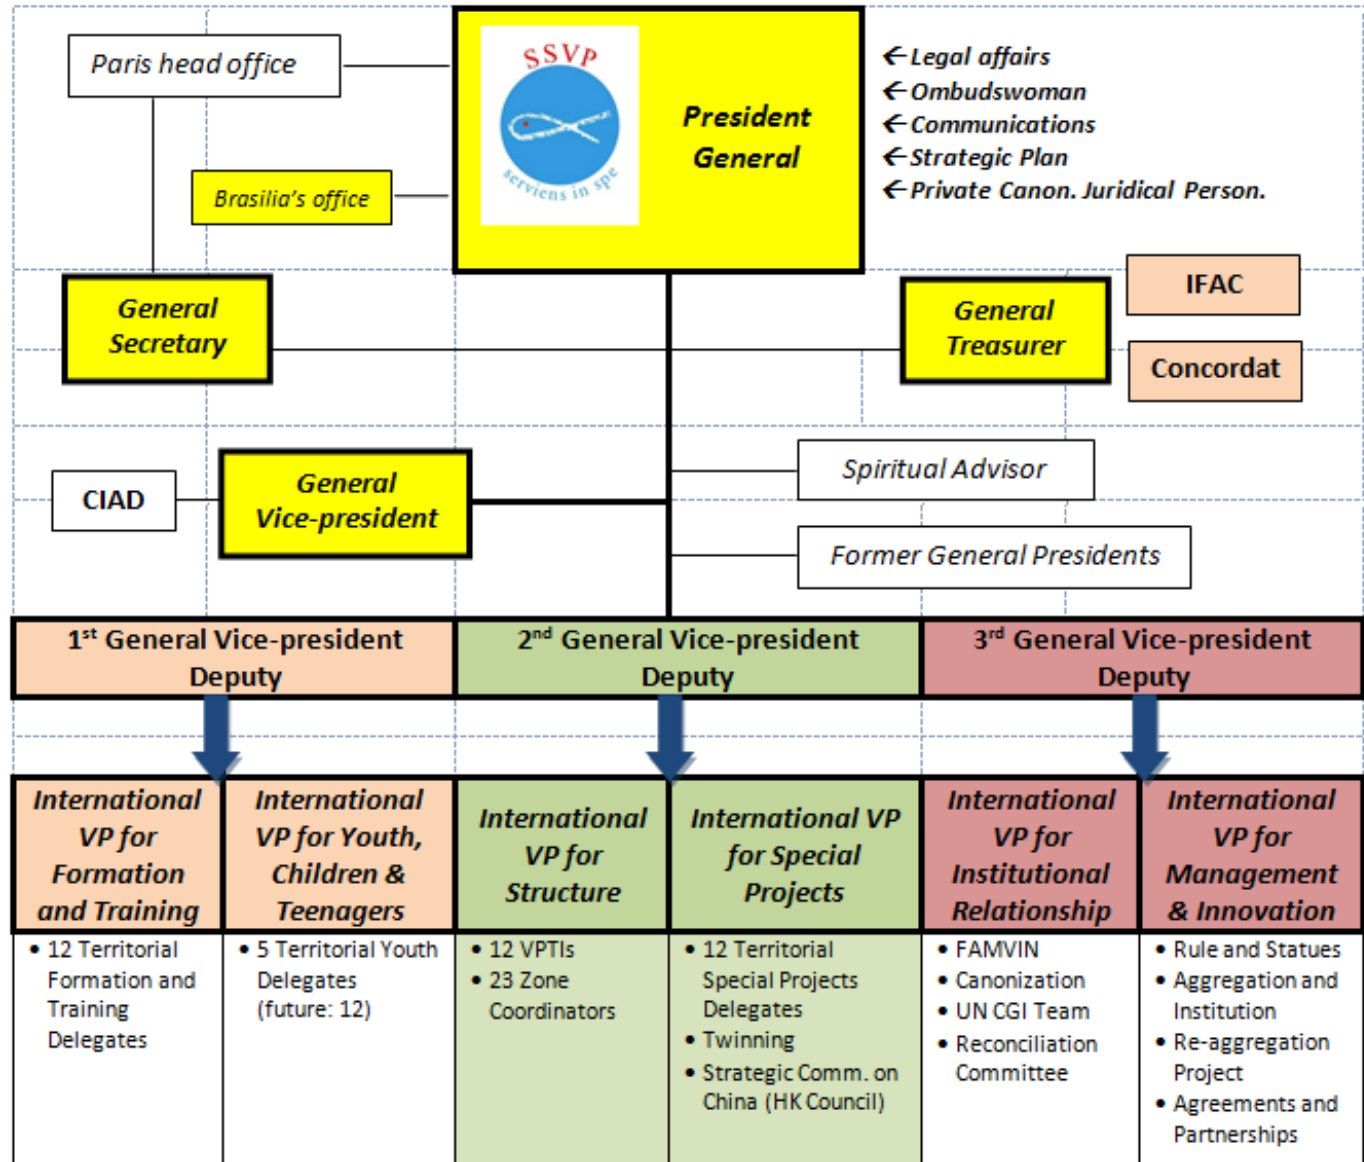 Paris head office
SSVP
serviens in spe
President
General
←Legal affairs
←Ombudswoman
←Communications
←Strategic Plan
←Private Canon. Juridical Person.
Brasilia's office
General
Secretary
General
Treasurer
IFAC
Concordat
CIAD
General
Vice-president
Spiritual Advisor
Former General Presidents
1st General Vice-president
Deputy
2nd General Vice-president
Deputy
3rd General Vice-president
Deputy
International
VP for
Formation
and Training
International
VP for Youth,
Children &
Teenagers
International
VP for
Structure
International VP
for Special
Projects
International
VP for
Institutional
Relationship
International
VP for
Management
& Innovation
• 12 Territorial
Formation and
Training
Delegates
• 5 Territorial Youth
Delegates
(future: 12)
• 12 VPTIs
• 23 Zone
Coordinators
• 12 Territorial
Special Projects
Delegates
• Twinning
• Strategic Comm. on
China (HK Council)
• FAMVIN
• Canonization
• UN CGI Team
• Reconciliation
Committee
• Rule and Statues
• Aggregation and
Institution
• Re-aggregation
Project
• Agreements and
Partnerships